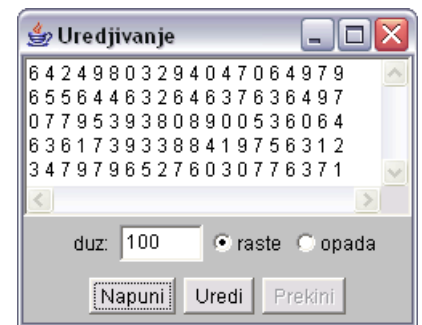 Uredjivanje
6 4 2 4 9 8 0 3 2 9 4 0 4 7 0 6 4 9 7 9
6 5 5 6 4 4 6 3 2 6 4 6 3 7 6 3 6 4 9 7
0 7 7 9 5 3 9 3 8 0 8 9 0 0 5 3 6 0 6 4
6 3 6 1 7 3 9 3 3 8 8 4 1 9 7 5 6 3 1 2
3 4 7 9 7 9 6 5 2 7 6 0 3 0 7 7 6 3 7 1
duz: 100 raste opada
Napuni Uredi Prekini